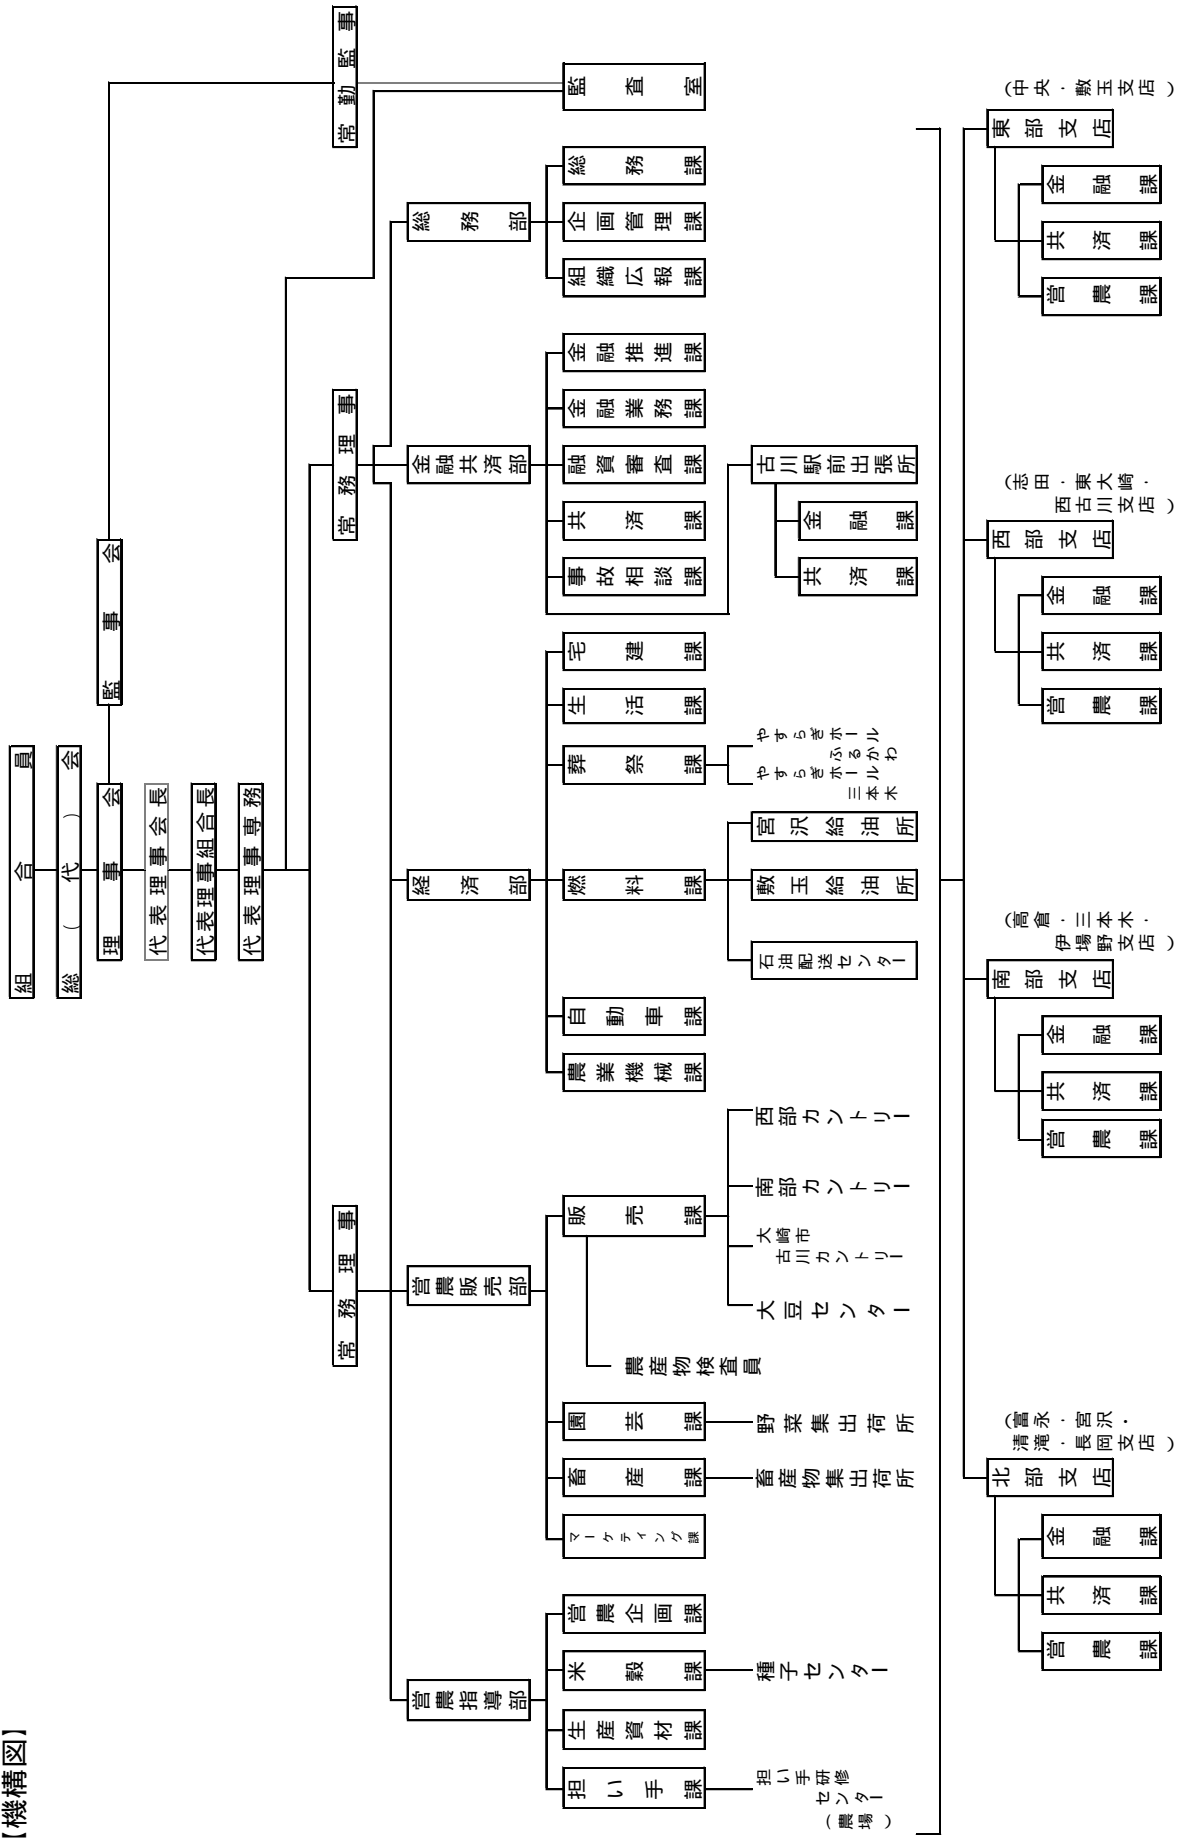 【機構図】
組合員
総(代)会
理事会
監事会
代表理事会長
代表理事組合長
代表理事専務
常務理事
常務理事
常勤監事
営農指導部
営農販売部
経済部
金融共済部
総務部
担い手課
生産資材課
米穀課
営農企画課
マーケティング課
畜産課
園芸課
販売課
農業機械課
自動車課
燃料課
葬祭課
生活課
宅建課
事故相談課
共済課
融資審査課
金融業務課
金融推進課
組織広報課
企画管理課
総務課
監査室
農産物検査員
担い手研修
センター
(農場)
種子センター
畜産物集出荷所
野菜集出荷所
大豆センター
大崎市
古川カントリー
南部カントリー
西部カントリー
石油配送センター
敷玉給油所
宮沢給油所
やすらぎホール
三本木
やすらぎホール
ふるかわ
古川駅前出張所
共済課
金融課
北部支店
(富永・宮沢・
清滝・長岡支店)
営農課
共済課
金融課
南部支店
(高倉・三本木・
伊場野支店)
営農課
共済課
金融課
西部支店
(志田・東大崎・
西古川支店)
営農課
共済課
金融課
東部支店
(中央・敷玉支店)
営農課
共済課
金融課